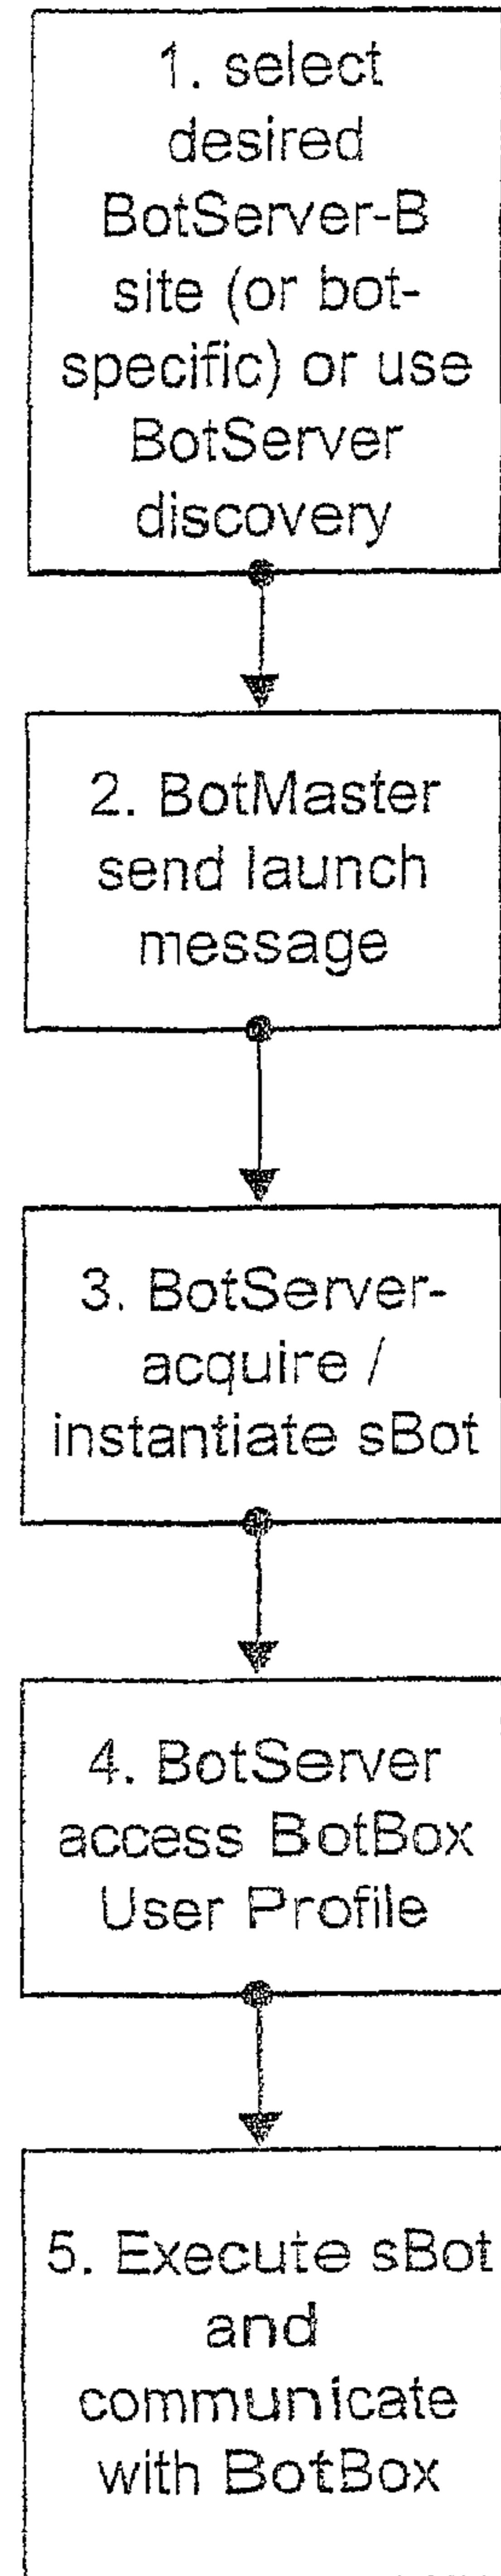 1. select
desired
BotServer-B
site (or bot-
specific) or use
BotServer
discovery
2. BotMaster
send launch
message
3. BotServer-
acquire /
instantiate sBot
4. BotServer
access BotBox
User Profile
5. Execute sBot
and
communicate
with BotBox